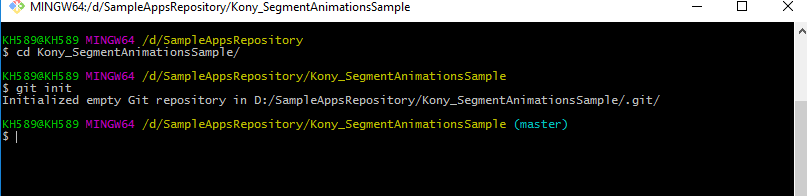 MINGW64:/d/SampleAppsRepository/Kony_SegmentAnimationsSample
KH589@KH589 MINGW64 /d/SampleAppsRepository
$ cd Kony_SegmentAnimationsSample/
KH589@KH589 MINGW64 /d/SampleAppsRepository/Kony_SegmentAnimationsSample
$ git init
Initialized empty Git repository in D:/SampleAppsRepository/Kony_SegmentAnimationsSample/.git/
KH589@KH589 MINGW64 /d/SampleAppsRepository/Kony_SegmentAnimationsSample (master)
$